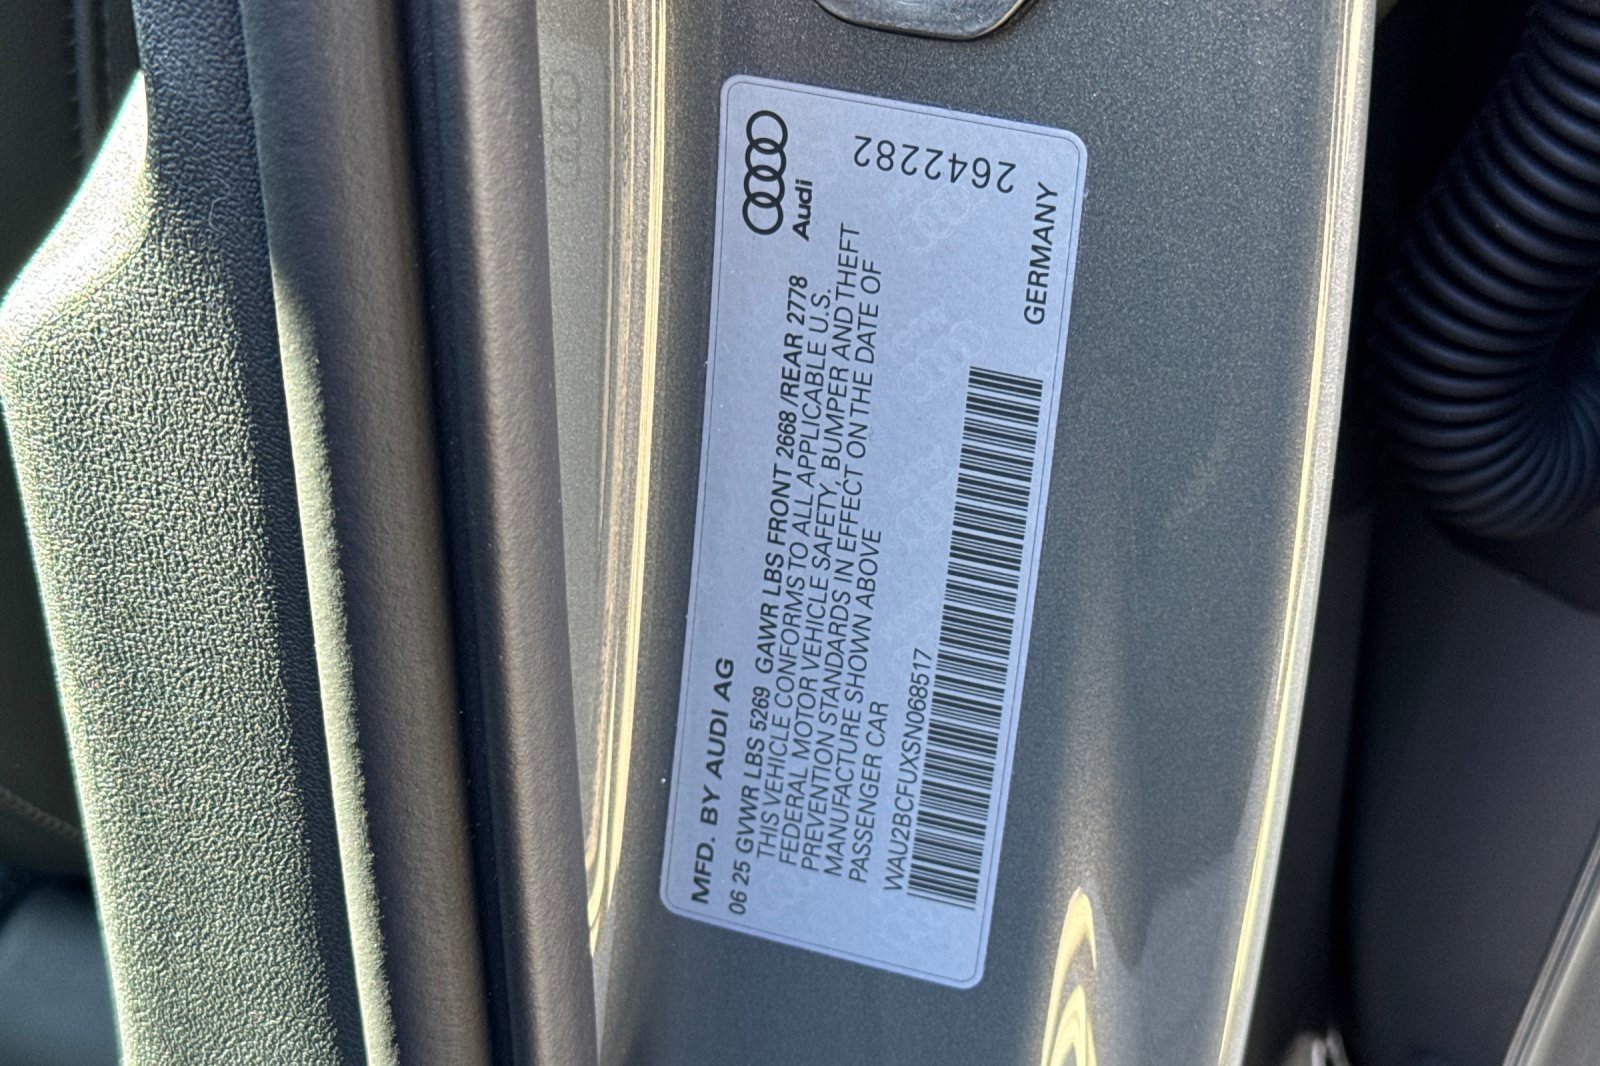 Audi
MFD. BY AUDI AG
06 25 GVWR LBS 5269 GAWR LBS FRONT 2668 /REAR 2778
THIS VEHICLE CONFORMS TO ALL APPLICABLE U.S.
FEDERAL MOTOR VEHICLE SAFETY, BUMPER AND THEFT
PREVENTION STANDARDS IN EFFECT ON THE DATE OF
MANUFACTURE SHOWN ABOVE
PASSENGER CAR
WAU2BCFUXSN068517
GERMANY
2642282